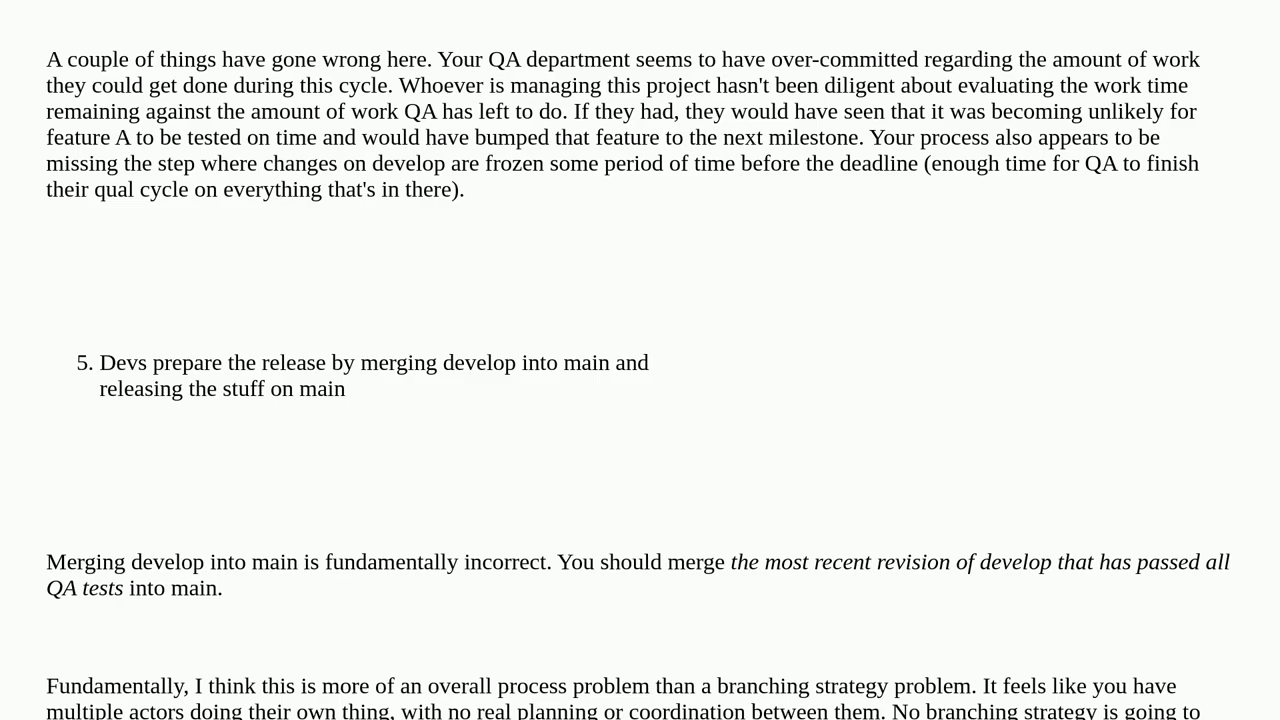 A couple of things have gone wrong here. Your QA department seems to have over-committed regarding the amount of work
they could get done during this cycle. Whoever is managing this project hasn't been diligent about evaluating the work time
remaining against the amount of work QA has left to do. If they had, they would have seen that it was becoming unlikely for
feature A to be tested on time and would have bumped that feature to the next milestone. Your process also appears to be
missing the step where changes on develop are frozen some period of time before the deadline (enough time for QA to finish
their qual cycle on everything that's in there).
5. Devs prepare the release by merging develop into main and
releasing the stuff on main
Merging develop into main is fundamentally incorrect. You should merge the most recent revision of develop that has passed all
QA tests into main.
Fundamentally, I think this is more of an overall process problem than a branching strategy problem. It feels like you have
multiple actors doing their own thing, with no real planning or coordination between them. No branching strategy is going to